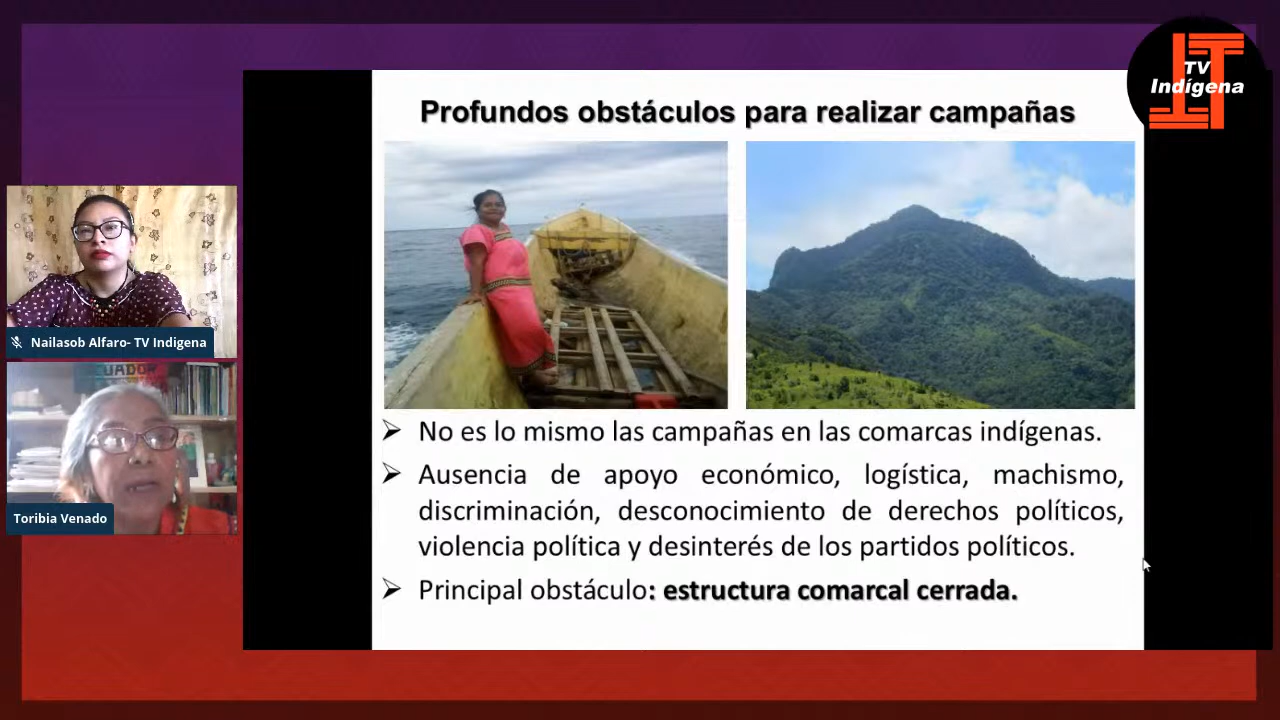 TV
Indígena
Profundos obstáculos para realizar campañas
Nailasob Alfaro- TV Indigena
ECUADOR
Toribia Venado
➢ No es lo mismo las campañas en las comarcas indígenas.
➢ Ausencia de apoyo económico, logística, machismo,
discriminación, desconocimiento de derechos políticos,
violencia política y desinterés de los partidos políticos.
➢ Principal obstáculo: estructura comarcal cerrada.